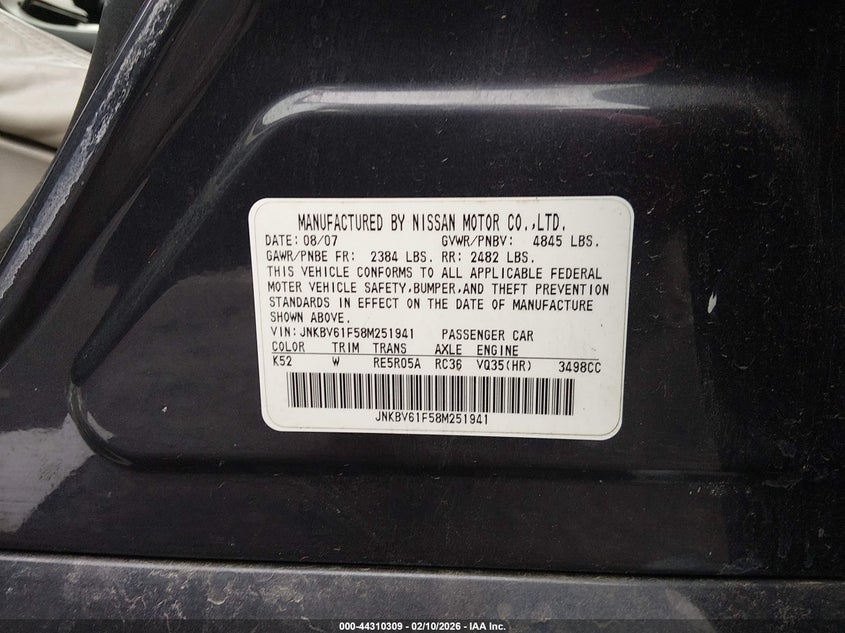 MANUFACTURED BY NISSAN MOTOR CO.,LTD.
DATE: 08/07 GVWR/PNBV: 4845 LBS.
GAWR/PNBE FR: 2384 LBS. RR: 2482 LBS.
THIS VEHICLE CONFORMS TO ALL APPLICABLE FEDERAL
MOTER VEHICLE SAFETY,BUMPER,AND THEFT PREVENTION
STANDARDS IN EFFECT ON THE DATE OF MANUFACTURE
SHOWN ABOVE.
VIN: JNKBV61F58M251941 PASSENGER CAR
COLOR TRIM TRANS AXLE ENGINE
K52 W RE5R05A RC36 VQ35(HR) 3498CC
JNKBV61F58M251941
000-44310309 - 02/10/2026 - IAA Inc.